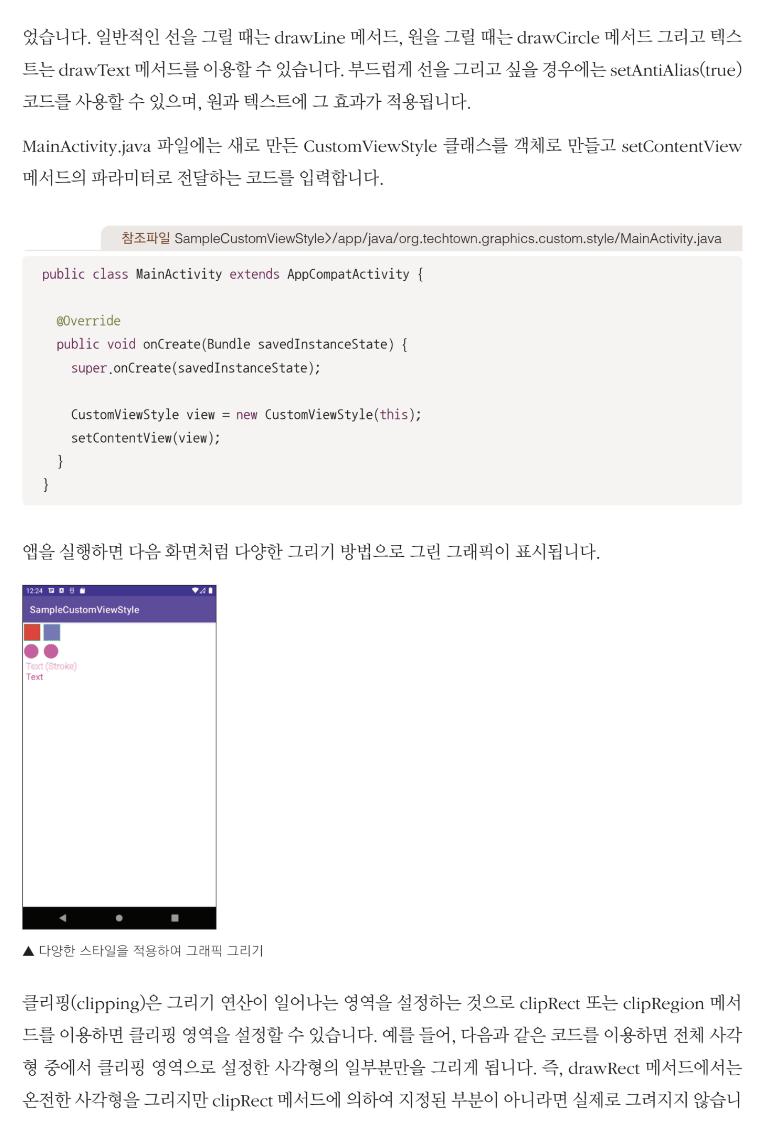 었습니다. 일반적인 선을 그릴 때는 drawLine 메서드, 원을 그릴 때는 drawCircle 메서드 그리고 텍스
트는 drawText 메서드를 이용할 수 있습니다. 부드럽게 선을 그리고 싶을 경우에는 setAntiAlias(true)
코드를 사용할 수 있으며, 원과 텍스트에 그 효과가 적용됩니다.
MainActivity.java 파일에는 새로 만든 CustomViewStyle 클래스를 객체로 만들고 setContentView
메서드의 파라미터로 전달하는 코드를 입력합니다.
참조파일 SampleCustomViewStyle>/app/java/org.techtown.graphics.custom.style/MainActivity.java
public class MainActivity extends AppCompatActivity {
@Override
public void onCreate(Bundle savedInstanceState) {
super.onCreate(savedInstanceState);
CustomViewStyle view = new CustomViewStyle(this);
setContentView(view);
}
}
앱을 실행하면 다음 화면처럼 다양한 그리기 방법으로 그린 그래픽이 표시됩니다.
12:24
SampleCustomViewStyle
Text (Stroke)
Text
▲ 다양한 스타일을 적용하여 그래픽 그리기
클리핑(clipping)은 그리기 연산이 일어나는 영역을 설정하는 것으로 clipRect 또는 clipRegion 메서
드를 이용하면 클리핑 영역을 설정할 수 있습니다. 예를 들어, 다음과 같은 코드를 이용하면 전체 사각
형 중에서 클리핑 영역으로 설정한 사각형의 일부분만을 그리게 됩니다. 즉, drawRect 메서드에서는
온전한 사각형을 그리지만 clipRect 메서드에 의하여 지정된 부분이 아니라면 실제로 그려지지 않습니